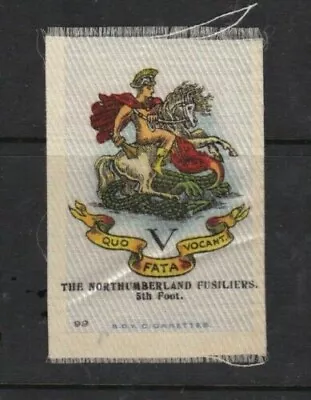 V
QUO FATA VOCANT.
THE NORTHUMBERLAND FUSILIERS.
5th Foot.
99 B.D.V. CIGARETTES.